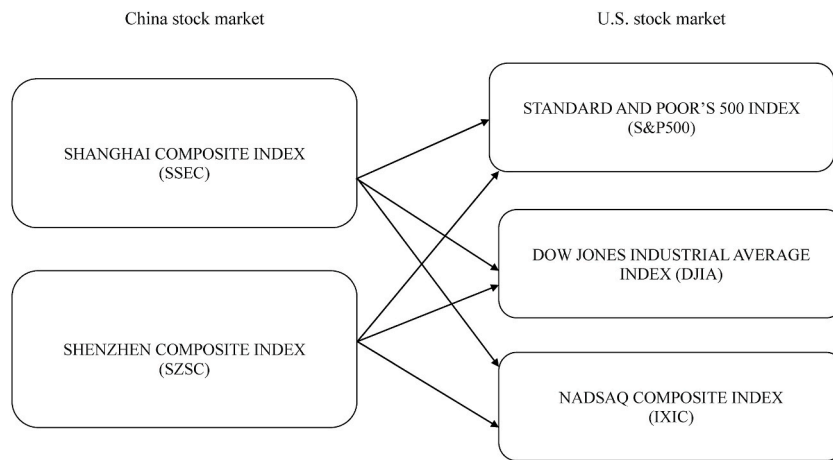 China stock market
U.S. stock market
SHANGHAI COMPOSITE INDEX
(SSEC)
SHENZHEN COMPOSITE INDEX
(SZSC)
STANDARD AND POOR’S 500 INDEX
(S&P500)
DOW JONES INDUSTRIAL AVERAGE
INDEX (DJIA)
NADSAQ COMPOSITE INDEX
(IXIC)